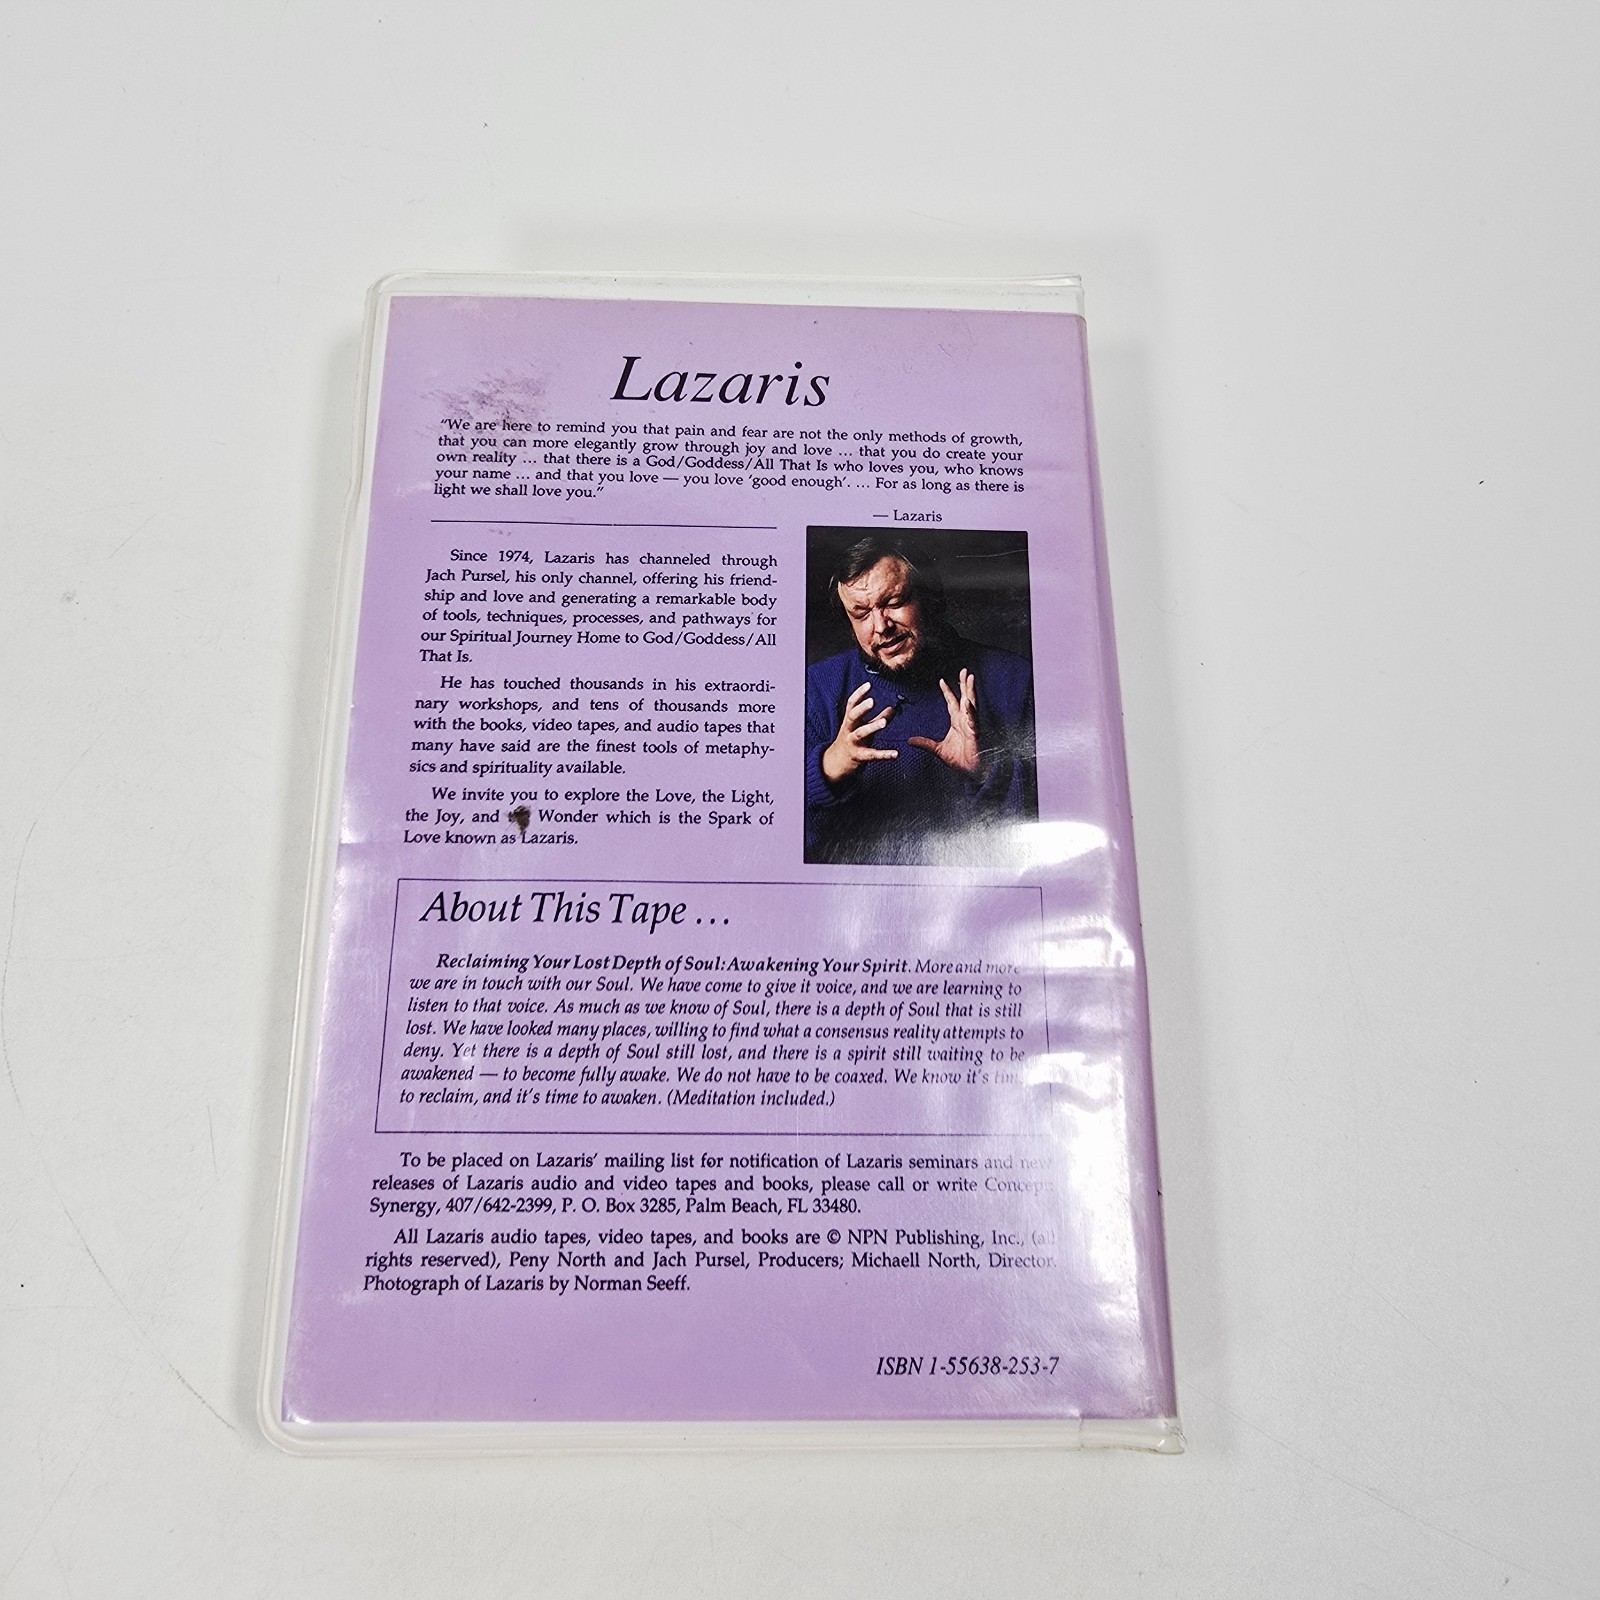 Lazaris
"We are here to remind you that pain and fear are not the only methods of growth,
that you can more elegantly grow through joy and love ... that you do create your
own reality ... that there is a God/Goddess/All That Is who loves you, who knows
your name ... and that you love — you love 'good enough'. ... For as long as there is
light we shall love you."
— Lazaris
Since 1974, Lazaris has channeled through
Jach Pursel, his only channel, offering his friend-
ship and love and generating a remarkable body
of tools, techniques, processes, and pathways for
our Spiritual Journey Home to God/Goddess/All
That Is.
He has touched thousands in his extraordi-
nary workshops, and tens of thousands more
with the books, video tapes, and audio tapes that
many have said are the finest tools of metaphy-
sics and spirituality available.
We invite you to explore the Love, the Light,
the Joy, and Wonder which is the Spark of
Love known as Lazaris.
About This Tape ...
Reclaiming Your Lost Depth of Soul: Awakening Your Spirit. More and more
we are in touch with our Soul. We have come to give it voice, and we are learning to
listen to that voice. As much as we know of Soul, there is a depth of Soul that is still
lost. We have looked many places, willing to find what a consensus reality attempts to
deny. Yet there is a depth of Soul still lost, and there is a spirit still waiting to be
awakened — to become fully awake. We do not have to be coaxed. We know it's time
to reclaim, and it's time to awaken. (Meditation included.)
To be placed on Lazaris' mailing list for notification of Lazaris seminars and new
releases of Lazaris audio and video tapes and books, please call or write Concept:
Synergy, 407/642-2399, P. O. Box 3285, Palm Beach, FL 33480.
All Lazaris audio tapes, video tapes, and books are © NPN Publishing, Inc., (all
rights reserved), Peny North and Jach Pursel, Producers; Michaell North, Director.
Photograph of Lazaris by Norman Seeff.
ISBN 1-55638-253-7